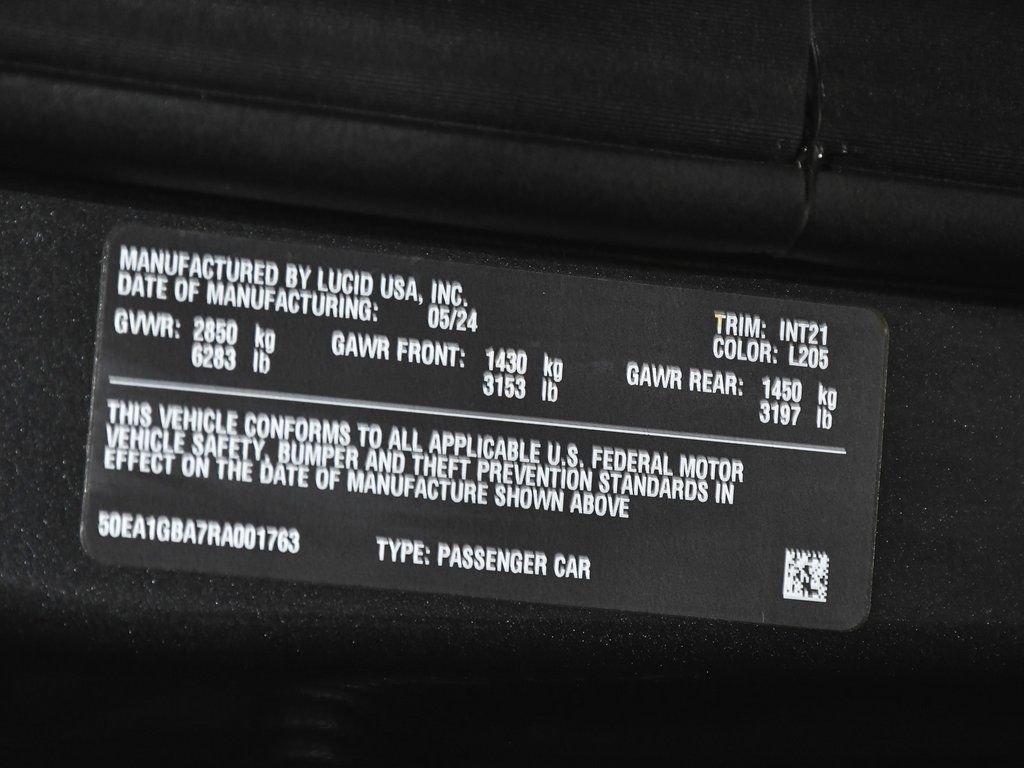 MANUFACTURED BY LUCID USA, INC.
DATE OF MANUFACTURING: 05/24
TRIM: INT21
COLOR: L205
GVWR: 2850 kg
6283 lb
GAWR FRONT: 1430 kg
3153 lb
GAWR REAR: 1450 kg
3197 lb
THIS VEHICLE CONFORMS TO ALL APPLICABLE U.S. FEDERAL MOTOR
VEHICLE SAFETY, BUMPER AND THEFT PREVENTION STANDARDS IN
EFFECT ON THE DATE OF MANUFACTURE SHOWN ABOVE
50EA1GBA7RA001763
TYPE: PASSENGER CAR